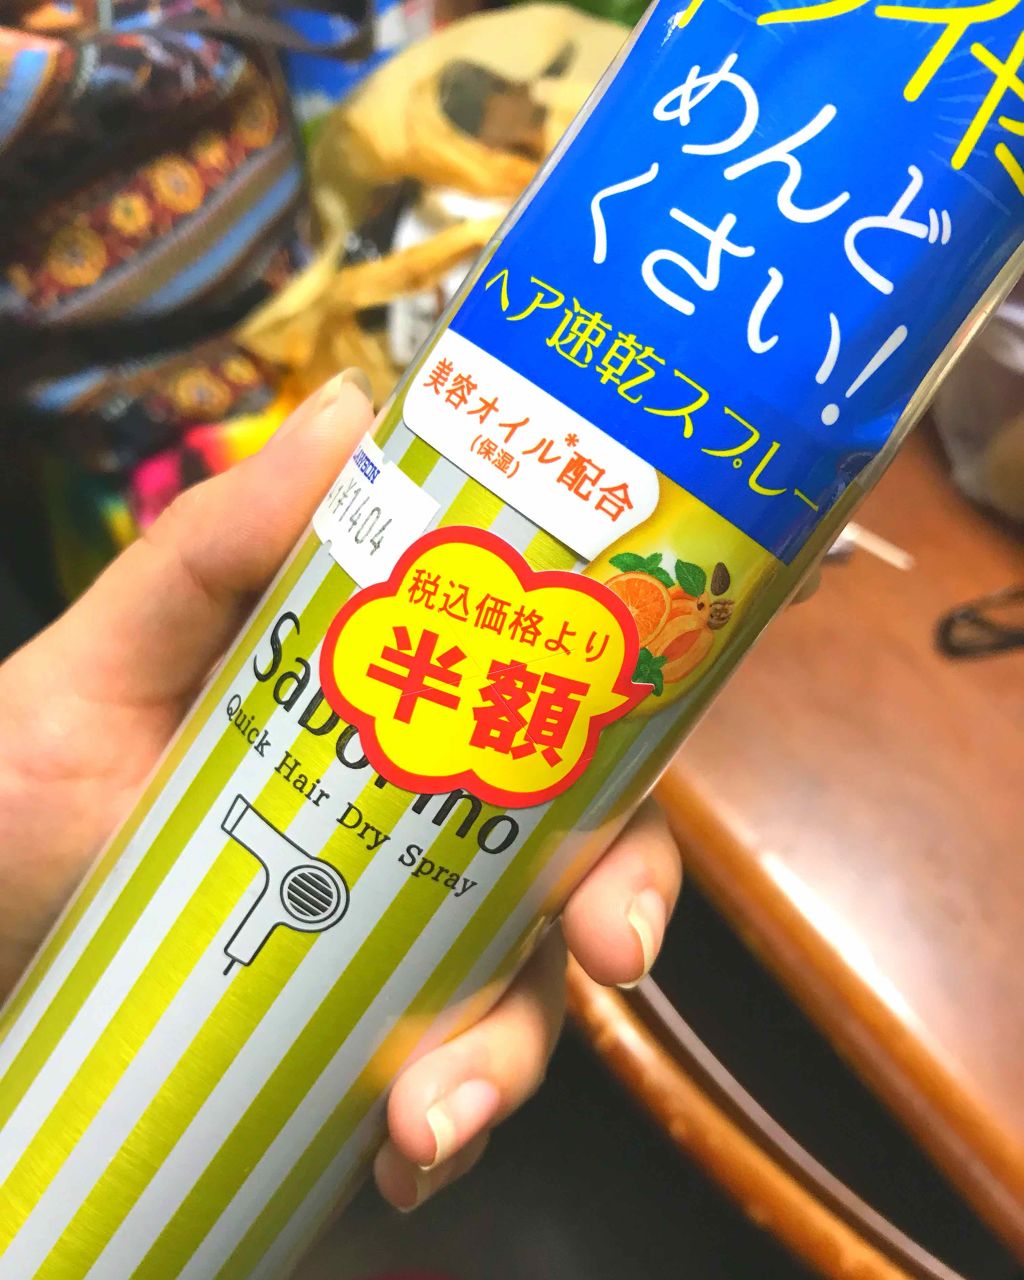 めんど
くさい!
ヘア速乾スプレー
美容オイル*配合
(保湿)
¥1404
税込価格より
半額
Quick Hair Dry Spray